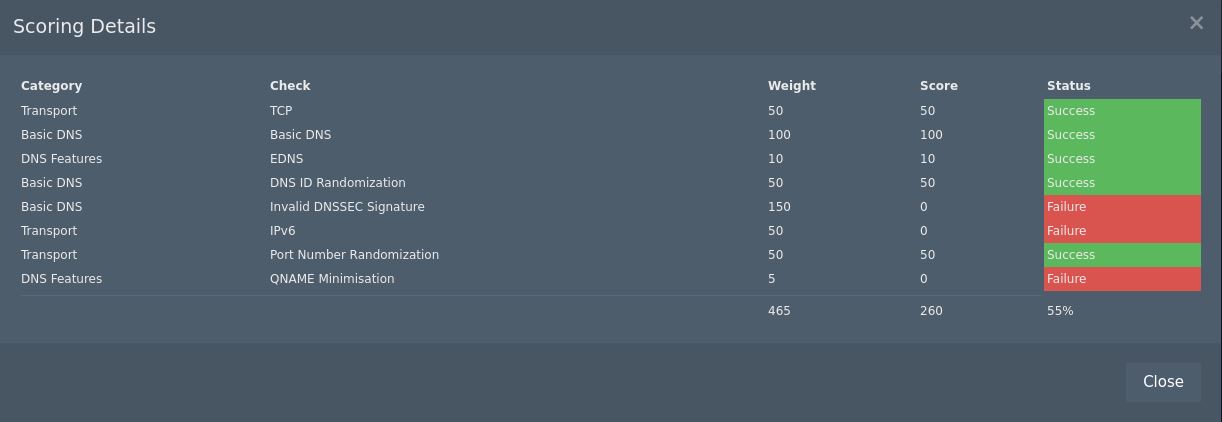 Scoring Details ×
Category Check Weight Score Status
Transport TCP 50 50 Success
Basic DNS Basic DNS 100 100 Success
DNS Features EDNS 10 10 Success
Basic DNS DNS ID Randomization 50 50 Success
Basic DNS Invalid DNSSEC Signature 150 0 Failure
Transport IPv6 50 0 Failure
Transport Port Number Randomization 50 50 Success
DNS Features QNAME Minimisation 5 0 Failure
465 260 55%
Close